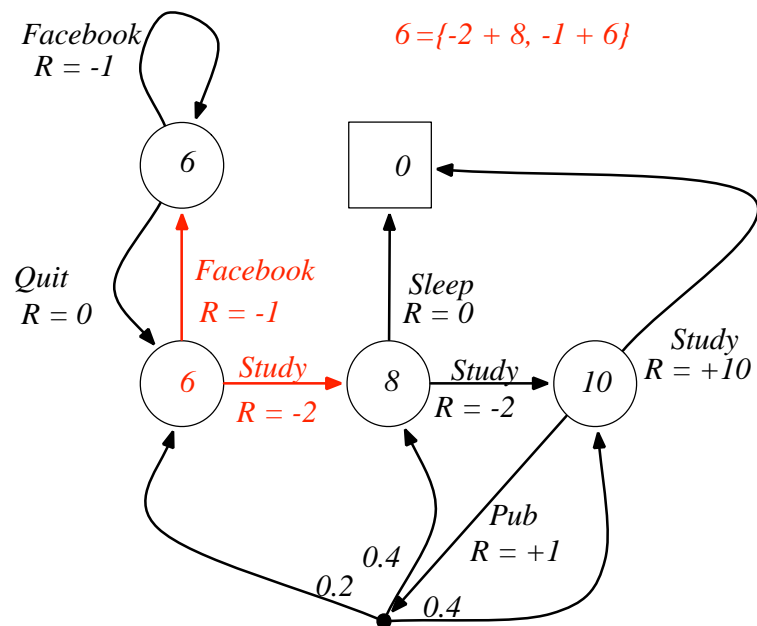 Facebook
R = -1
6 ={-2 + 8, -1 + 6}
6
0
Quit
R = 0
Facebook
R = -1
Sleep
R = 0
Study
R = +10
6
Study
R = -2
8
Study
R = -2
10
Pub
R = +1
0.4
0.2
0.4